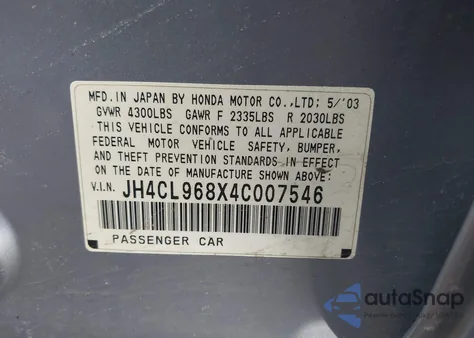 MFD.IN JAPAN BY HONDA MOTOR CO.,LTD: 5/'03
GVWR 4300LBS GAWR F 2335LBS R 2030LBS
THIS VEHICLE CONFORMS TO ALL APPLICABLE
FEDERAL MOTOR VEHICLE SAFETY, BUMPER,
AND THEFT PREVENTION STANDARDS IN EFFECT
ON THE DATE OF MANUFACTURE SHOWN ABOVE.
V.I.N. JH4CL968X4C007546
PASSENGER CAR
autoSnap